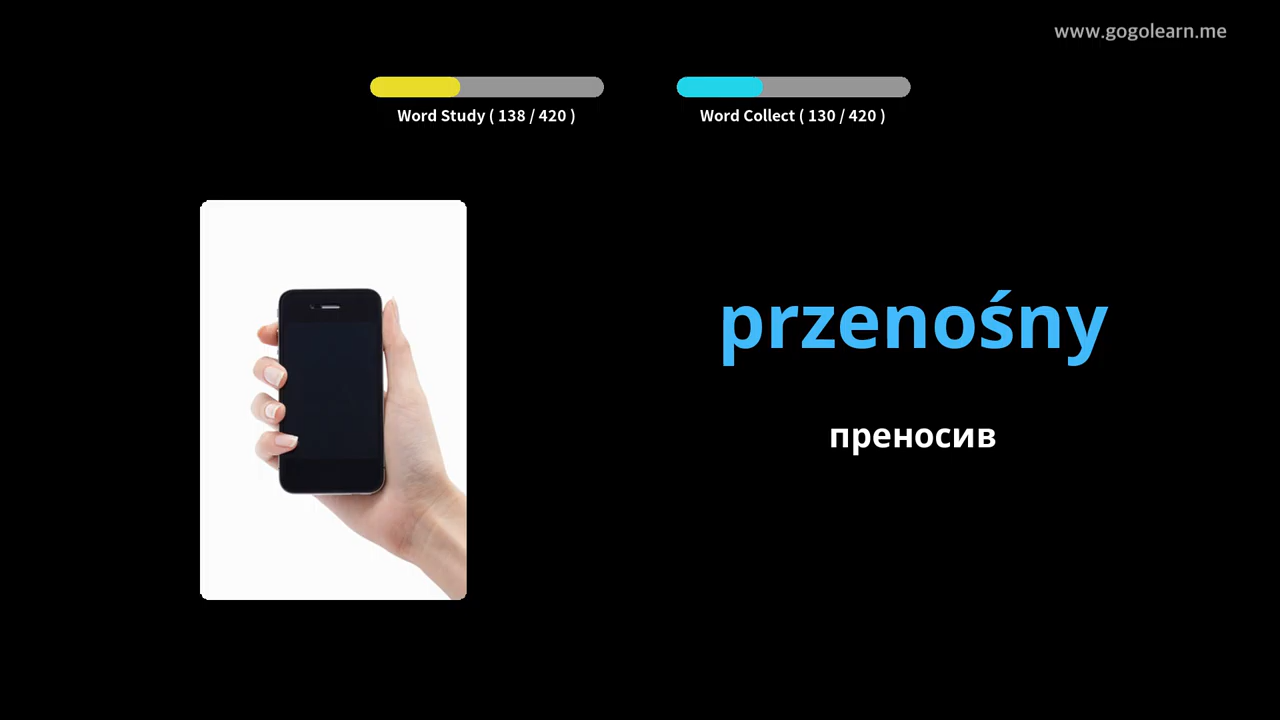 www.gogolearn.me
Word Study ( 138 / 420 )
Word Collect ( 130 / 420 )
przenośny
преносив